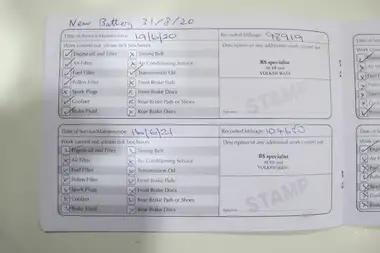 New Battery 21/8/20
Date of Service/Maintenance 19/6/20 Recorded Mileage: 98919
Work carried out: please tick box/boxes Description of any additional work carried out
Engine oil and Filter Timing Belt
Air Filter Air Conditioning Service
Fuel Filter Transmission Oil
Pollen Filter Front Brake Pads
Spark Plugs Front Brake Discs
Coolant Rear Brake Pads or Shoes
Brake Fluid Rear Brake Discs
BS specialist
VOLKSWAGEN
STAMP
Date of Service/Maintenance 16/6/21 Recorded Mileage:
Work carried out: please tick box/boxes Description of any additional work carried out
Engine oil and Filter Timing Belt
Air Filter Air Conditioning Service
Fuel Filter Transmission Oil
Pollen Filter Front Brake Pads
Spark Plugs Front Brake Discs
Coolant Rear Brake Pads or Shoes
Brake Fluid Rear Brake Discs
BS specialist
VOLKSWAGEN
STAMP